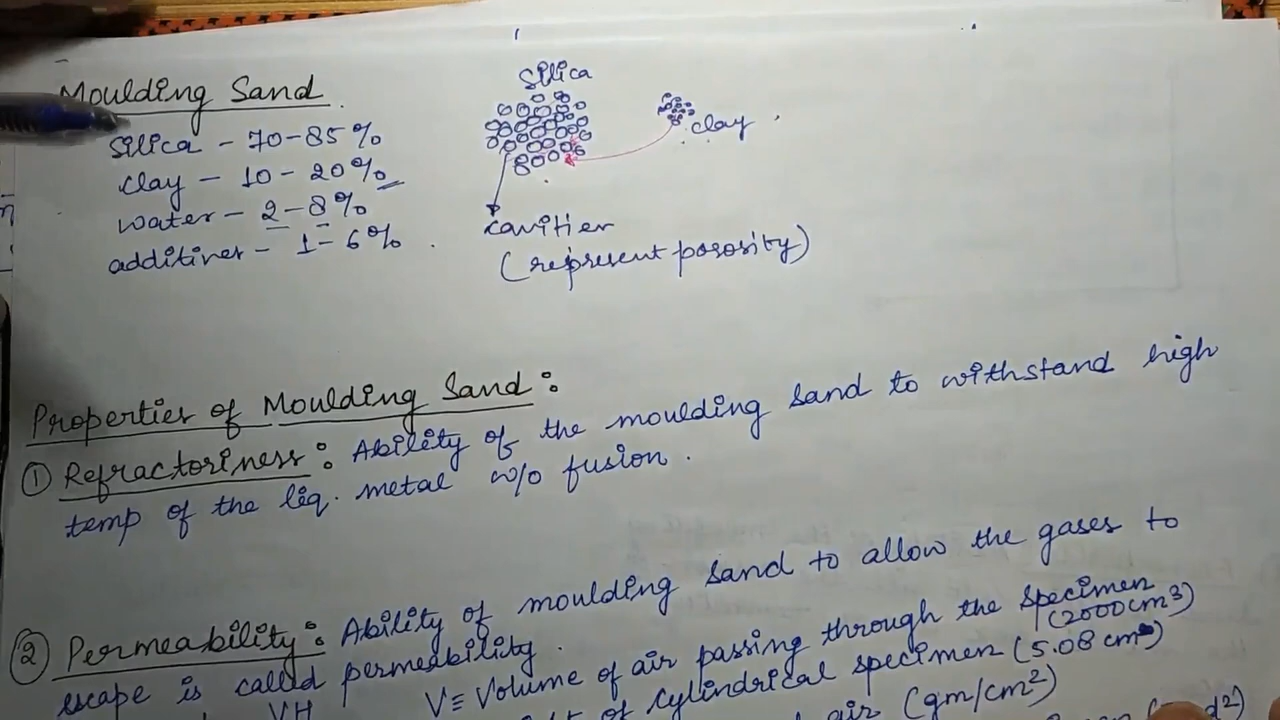 Moulding Sand
Silica - 70-85%
clay - 10-20%
water - 2-8%
additives - 1-6%
Silica
clay
cavities
(represent porosity)
Properties of Moulding Sand:
① Refractoriness: Ability of the moulding sand to withstand high
temp of the liq. metal w/o fusion.
② Permeability: Ability of moulding sand to allow the gases to
escape is called permeability.
V ≡ Volume of air passing through the specimen
(2000cm³)
of cylindrical specimen (5.08 cm)
VH
air (gm/cm²)